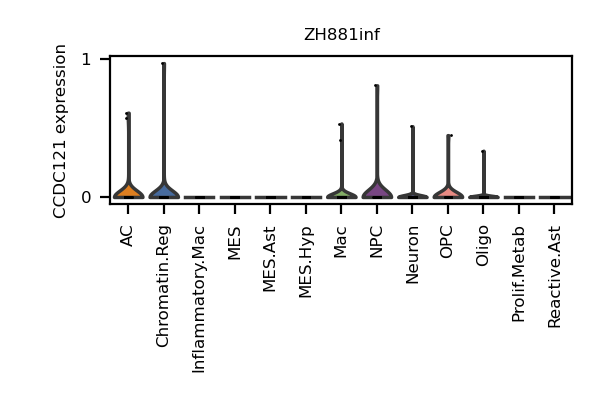 ZH881inf
CCDC121 expression
1
0
AC
Chromatin.Reg
Inflammatory.Mac
MES
MES.Ast
MES.Hyp
Mac
NPC
Neuron
OPC
Oligo
Prolif.Metab
Reactive.Ast